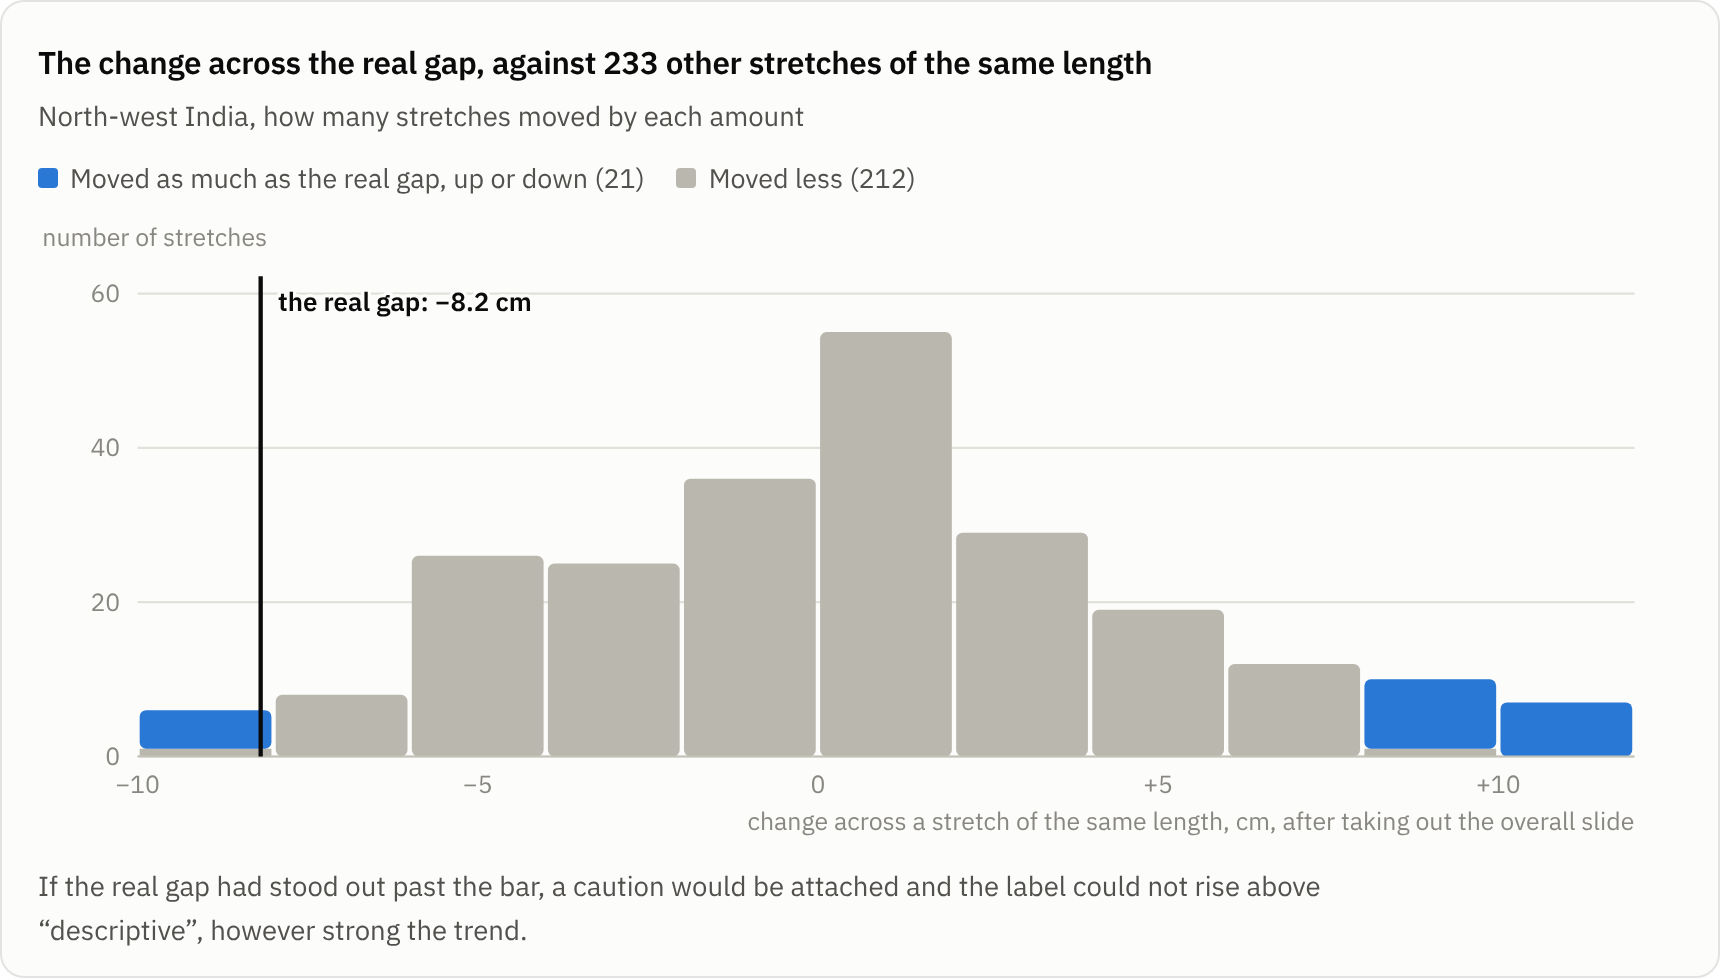 The change across the real gap, against 233 other stretches of the same length
North-west India, how many stretches moved by each amount
Moved as much as the real gap, up or down (21)
Moved less (212)
number of stretches
60
the real gap: −8.2 cm
40
20
0
−10
−5
0
+5
+10
change across a stretch of the same length, cm, after taking out the overall slide
If the real gap had stood out past the bar, a caution would be attached and the label could not rise above
“descriptive”, however strong the trend.